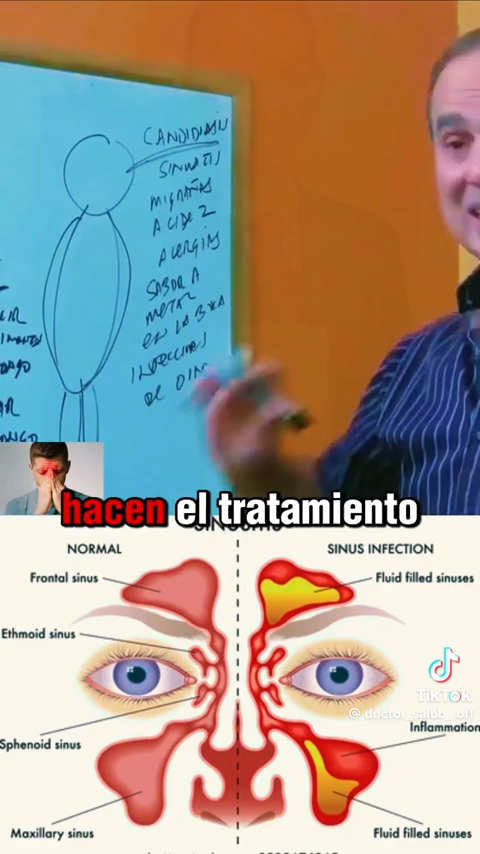 CANDIDIASIS
SINUSITIS
MIGRAÑAS
ACIDEZ
ALERGIAS
SABOR A
METAL
EN LA BOCA
INFECCIONES
DE OIDO
hacen el tratamiento
NORMAL
SINUS INFECTION
Frontal sinus
Fluid filled sinuses
Ethmoid sinus
TikTok
Sphenoid sinus
Inflammation
Maxillary sinus
Fluid filled sinuses